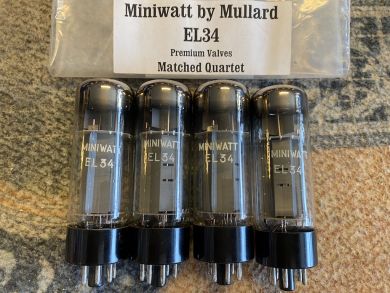 Miniwatt by Mullard
EL34
Premium Valves
Matched Quartet
MINIWATT
EL34
MINIWATT
EL34
MINIWATT
EL34
MINIWATT
EL34